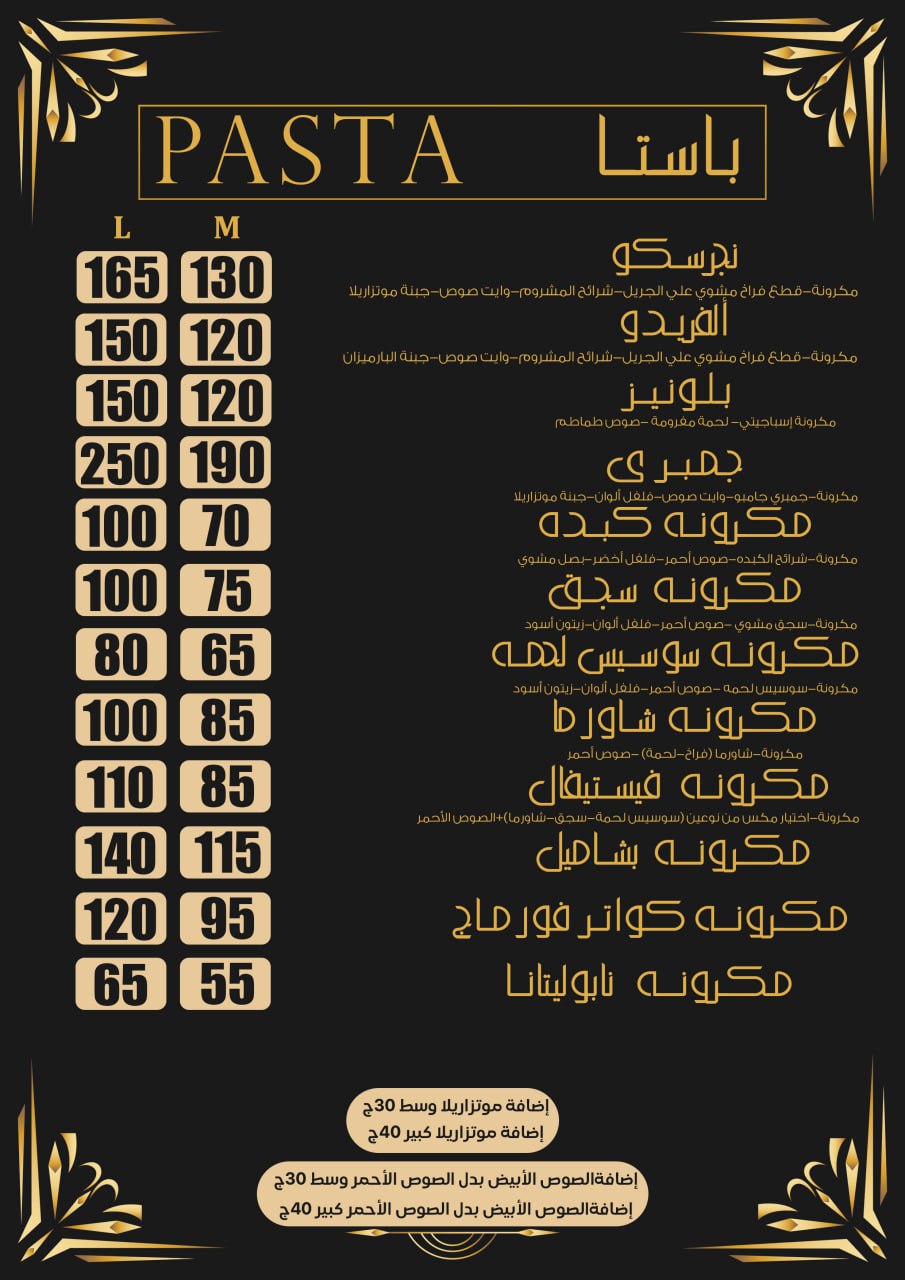 PASTA باستا
L M
نجرسكو 130 165
مكرونة-قطع فراخ مشوي علي الجريل-شرائح المشروم-وايت صوص-جبنة موتزاريلا
ألفريدو 120 150
مكرونة-قطع فراخ مشوي علي الجريل-شرائح المشروم-وايت صوص-جبنة البارميزان
بلونيز 120 150
مكرونة إسباجيتي- لحمة مفرومة -صوص طماطم
جمبرى 190 250
مكرونة-جمبري جامبو-وايت صوص-فلفل ألوان-جبنة موتزاريلا
مكرونه كبده 70 100
مكرونة-شرائح الكبده-صوص أحمر-فلفل أخضر-بصل مشوي
مكرونه سجق 75 100
مكرونة-سجق مشوي -صوص أحمر-فلفل ألوان-زيتون أسود
مكرونه سوسيس لحمه 65 80
مكرونة-سوسيس لحمه -صوص أحمر-فلفل ألوان-زيتون أسود
مكرونه شاورما 85 100
مكرونة-شاورما (فراخ-لحمة) -صوص أحمر
مكرونه فيستيفال 85 110
مكرونة-اختيار مكس من نوعين (سوسيس لحمة-سجق-شاورما)+الصوص الأحمر
مكرونه بشاميل 115 140
مكرونه كواتر فورماج 95 120
مكرونه نابوليتانا 55 65
إضافة موتزاريلا وسط 30ج
إضافة موتزاريلا كبير 40ج
إضافةالصوص الأبيض بدل الصوص الأحمر وسط 30ج
إضافةالصوص الأبيض بدل الصوص الأحمر كبير 40ج